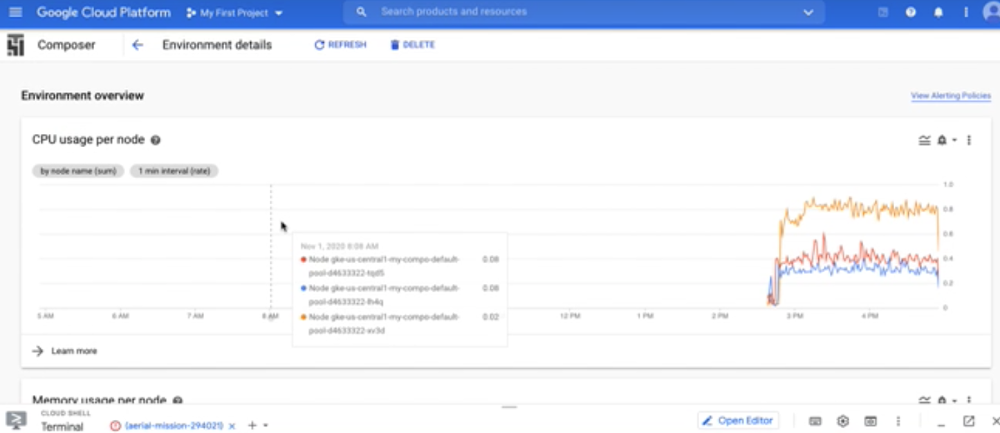 Google Cloud Platform My First Project Search products and resources
Composer Environment details REFRESH DELETE
Environment overview View Alerting Policies
CPU usage per node
by node name (sum) 1 min interval (rate)
1.0
0.8
0.6
0.4
0.2
0
Nov 1, 2020 8:08 AM
Node gke-us-central1-my-compo-default- 0.08
pool-d4633322-tqd5
Node gke-us-central1-my-compo-default- 0.08
pool-d4633322-lh4q
Node gke-us-central1-my-compo-default- 0.02
pool-d4633322-xv3d
5 AM 6 AM 7 AM 8 AM 12 PM 1 PM 2 PM 3 PM 4 PM
Learn more
Memory usage per node
CLOUD SHELL
Terminal (aerial-mission-294021) Open Editor